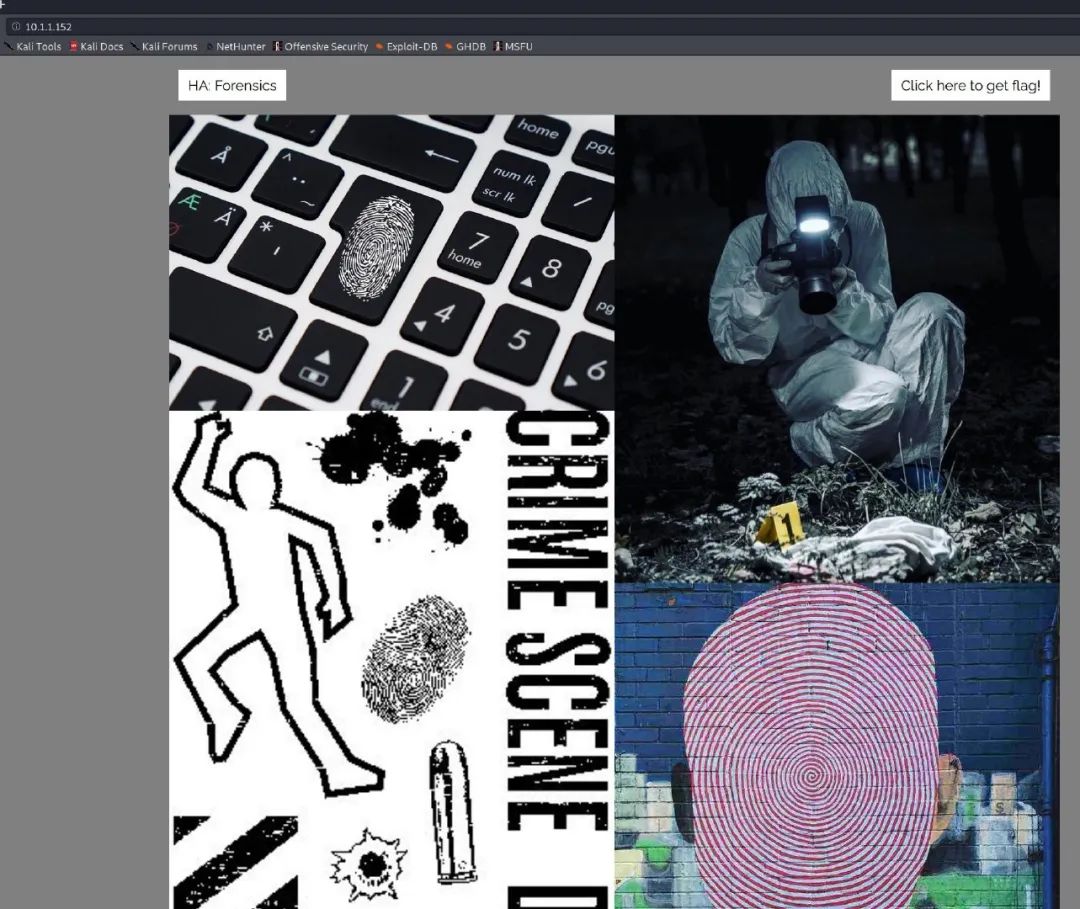 10.1.1.152
Kali Tools Kali Docs Kali Forums NetHunter Offensive Security Exploit-DB GHDB MSFU
HA: Forensics
Click here to get flag!
home
num lk
scr lk
Å
^
¨
~
Æ
Ä
*
'
/
7
home
8
4
5
6
1
end
1
CRIME SCENE
S